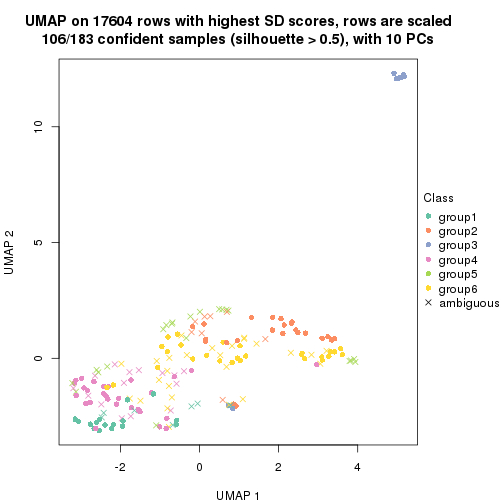 UMAP on 17604 rows with highest SD scores, rows are scaled
106/183 confident samples (silhouette > 0.5), with 10 PCs
10
5
0
UMAP 2
-2
0
2
4
UMAP 1
Class
group1
group2
group3
group4
group5
group6
ambiguous